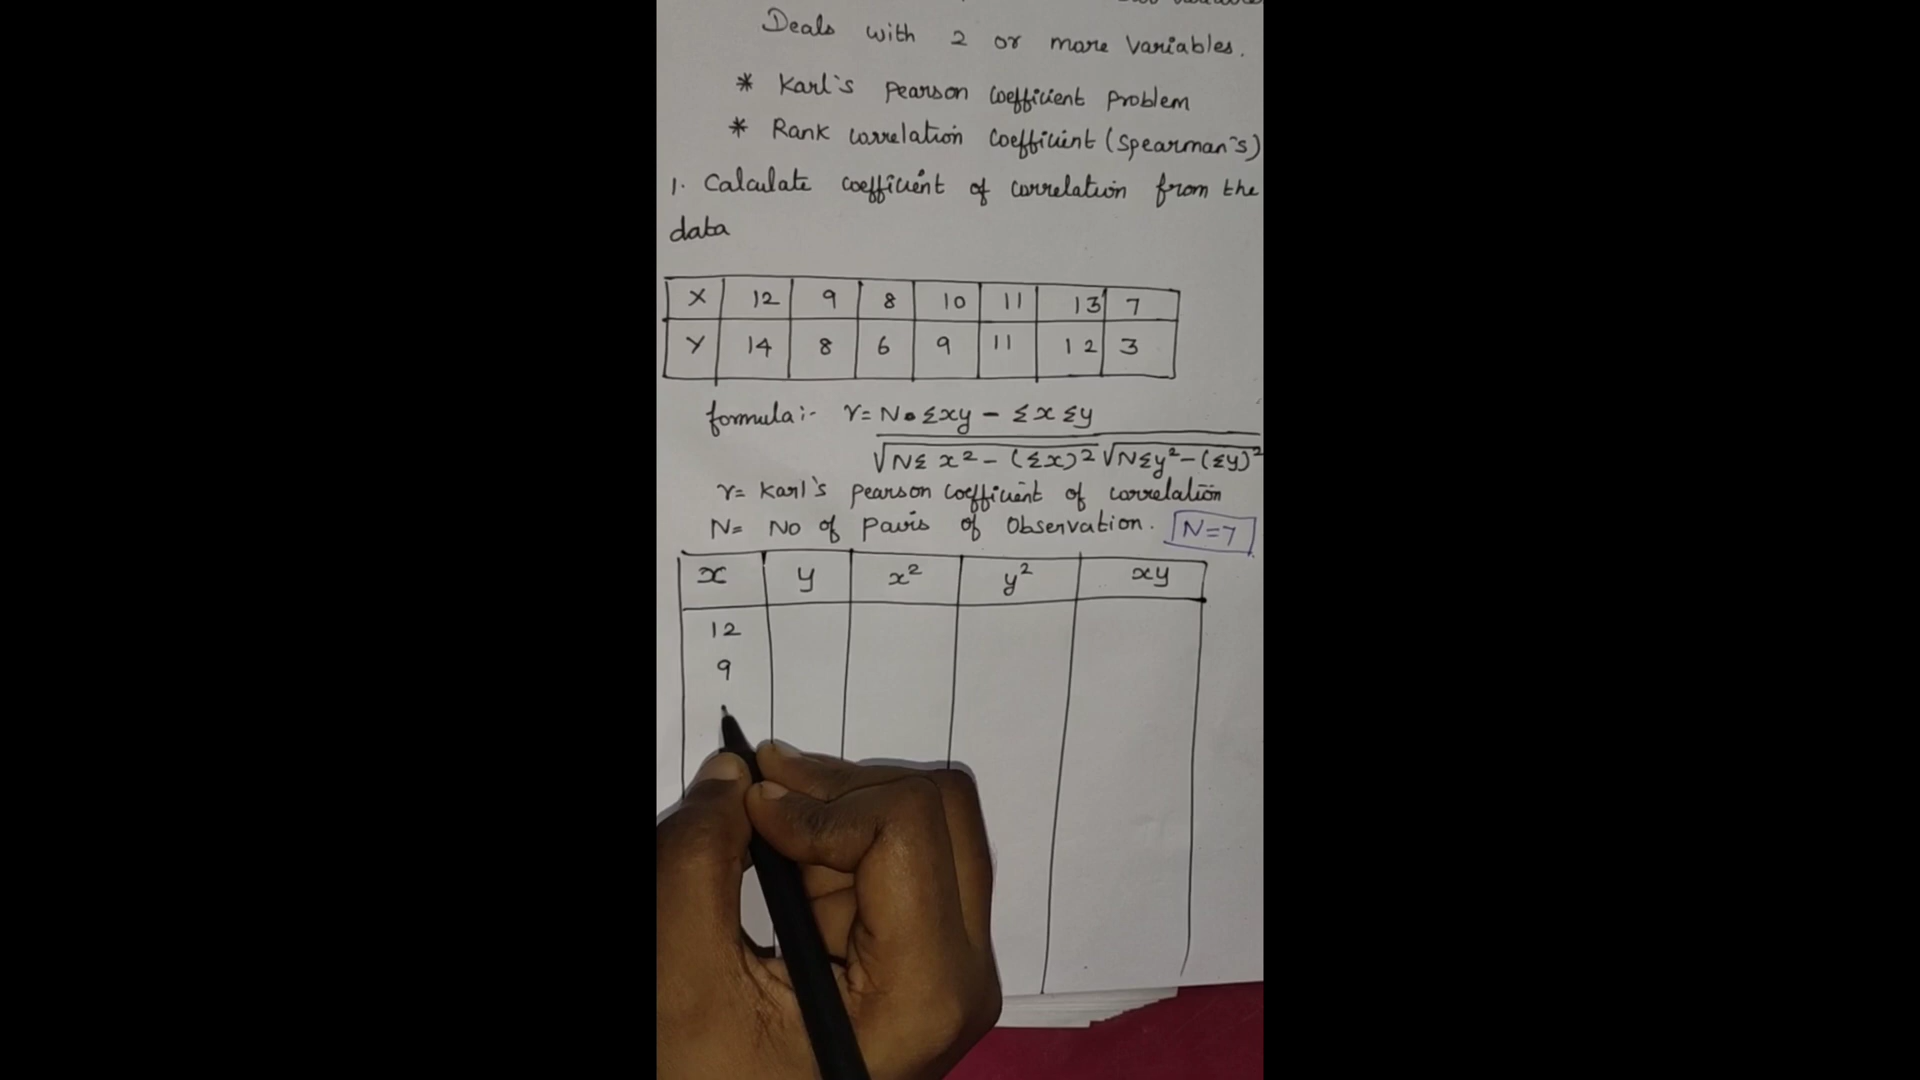 Deals with 2 or more variables.
* Karl's pearson coefficient problem
* Rank correlation coefficient (Spearman's)
1. Calculate coefficient of correlation from the
data
X 12 9 8 10 11 13 7
Y 14 8 6 9 11 12 3
formula:- r= N•Σxy - Σx Σy
√NΣx²-(Σx)² √NΣy²-(Σy)²
r= Karl's pearson coefficient of correlation
N= No of pairs of Observation. N=7
x y x² y² xy
12
9